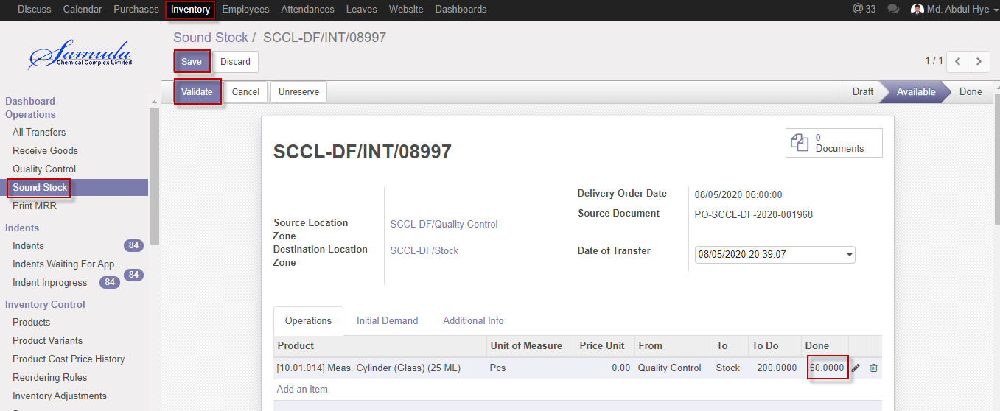 Discuss Calendar Purchases Inventory Employees Attendances Leaves Website Dashboards @ 33 Md. Abdul Hye
Samuda
Chemical Complex Limited
Dashboard
Operations
All Transfers
Receive Goods
Quality Control
Sound Stock
Print MRR
Indents
Indents 84
Indents Waiting For App...
84
Indent Inprogress 84
Inventory Control
Products
Product Variants
Product Cost Price History
Reordering Rules
Inventory Adjustments
Sound Stock / SCCL-DF/INT/08997
Save Discard 1 / 1
Validate Cancel Unreserve Draft Available Done
0
Documents
SCCL-DF/INT/08997
Delivery Order Date 08/05/2020 06:00:00
Source Document PO-SCCL-DF-2020-001968
Source Location
Zone
SCCL-DF/Quality Control
Destination Location
Zone
SCCL-DF/Stock
Date of Transfer 08/05/2020 20:39:07
Operations Initial Demand Additional Info
Product Unit of Measure Price Unit From To To Do Done
[10.01.014] Meas. Cylinder (Glass) (25 ML) Pcs 0.00 Quality Control Stock 200.0000 50.0000
Add an item